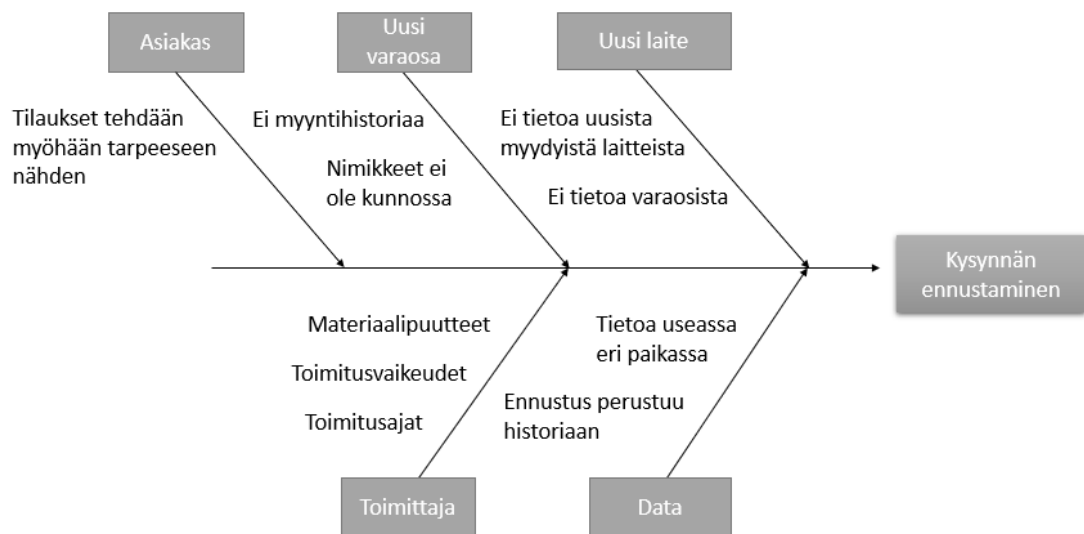 Asiakas
Uusi
varaosa
Uusi laite
Tilaukset tehdään
myöhään tarpeeseen
nähden
Ei myyntihistoriaa
Nimikkeet ei
ole kunnossa
Ei tietoa uusista
myydyistä laitteista
Ei tietoa varaosista
Kysynnän
ennustaminen
Materiaalipuutteet
Toimitusvaikeudet
Toimitusajat
Tietoa useassa
eri paikassa
Ennustus perustuu
historiaan
Toimittaja
Data